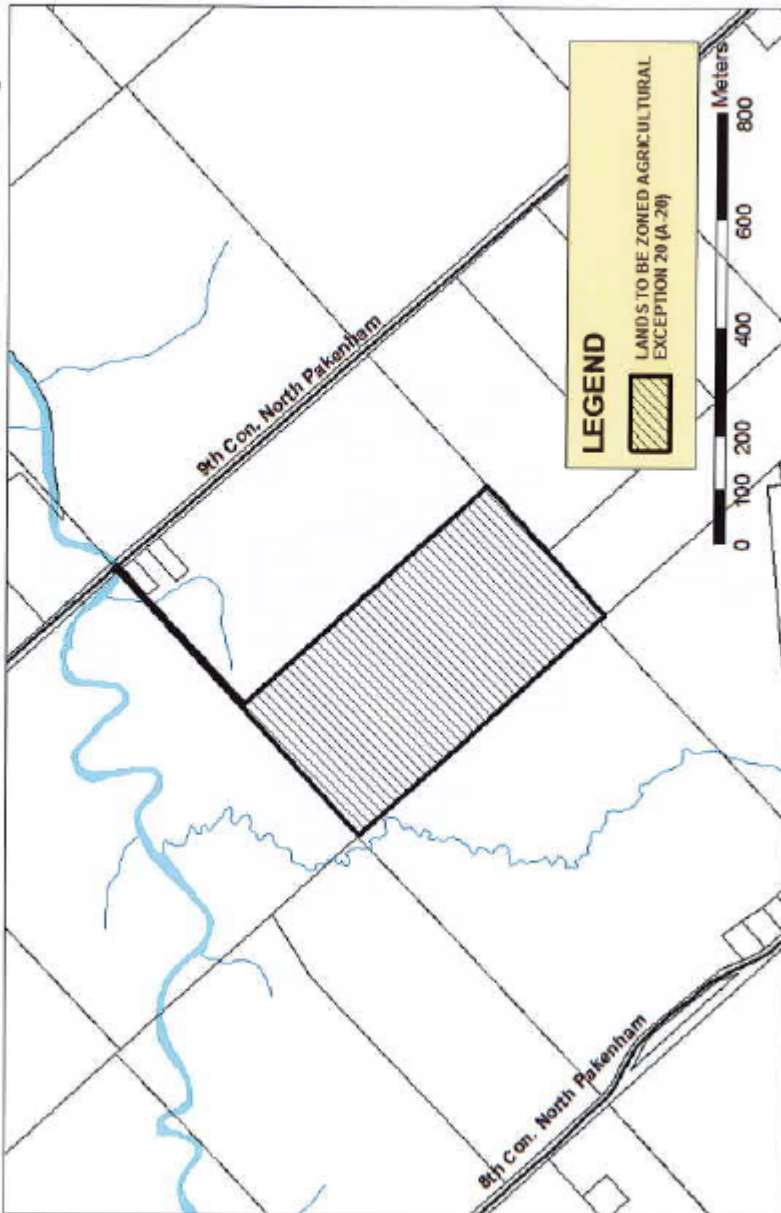 9th Con. North Pakenham
8th Con. North Pakenham
LEGEND
LANDS TO BE ZONED AGRICULTURAL
EXCEPTION 20 (A-20)
Meters
0 100 200 400 600 800